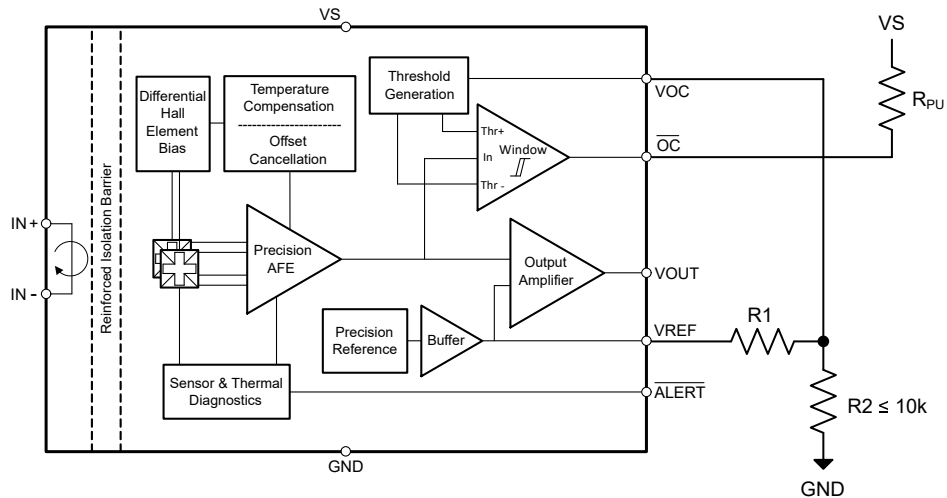 VS
VS
Differential
Hall
Element
Bias
Temperature
Compensation
Offset
Cancellation
Threshold
Generation
VOC
RPU
Thr+
Window
In
Thr -
OC
Reinforced Isolation Barrier
IN+
IN-
Precision
AFE
Output
Amplifier
VOUT
Precision
Reference
Buffer
VREF
R1
Sensor & Thermal
Diagnostics
ALERT
R2 ≤ 10k
GND
GND